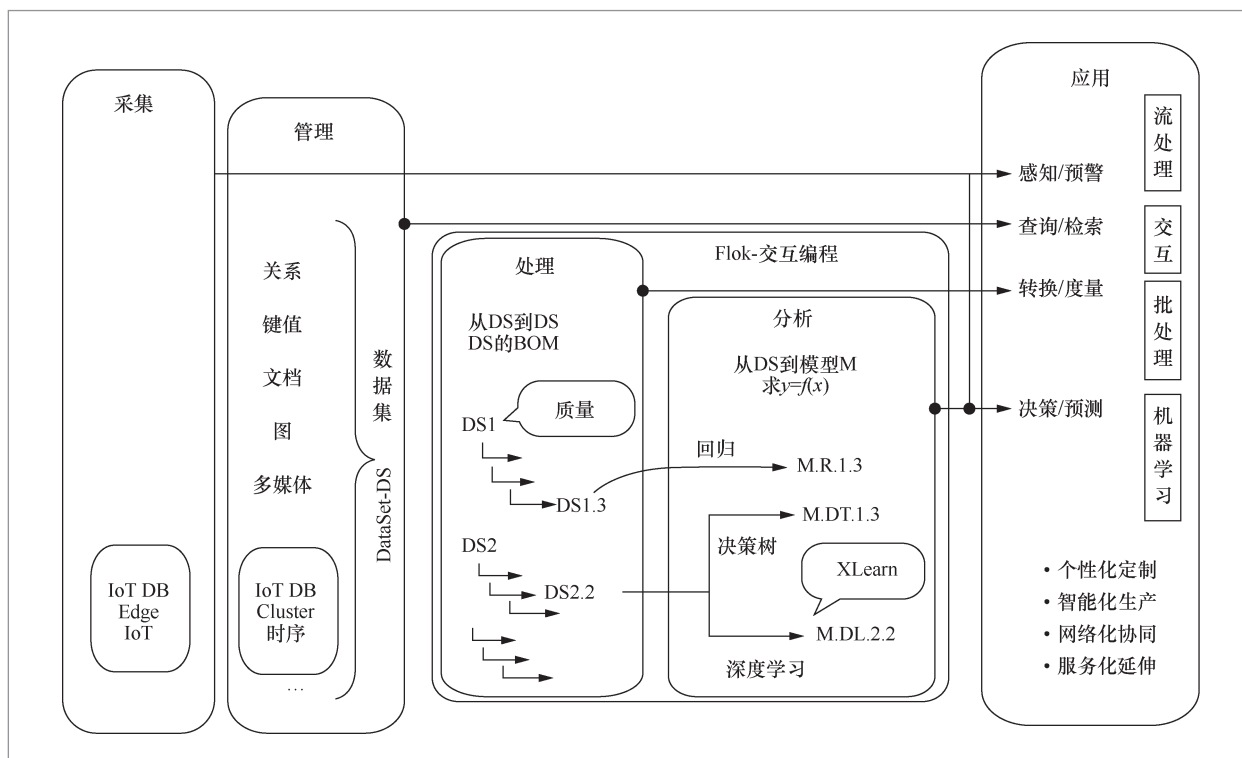 采集
IoT DB
Edge
IoT
管理
关系
键值
文档
图
多媒体
IoT DB
Cluster
时序
…
数据集
DataSet-DS
Flok-交互编程
处理
从DS到DS
DS的BOM
质量
DS1
DS1.3
DS2
DS2.2
分析
从DS到模型M
求y=f(x)
回归
M.R.1.3
M.DT.1.3
决策树
XLearn
M.DL.2.2
深度学习
应用
流处理
感知/预警
查询/检索
交互
转换/度量
批处理
决策/预测
机器学习
• 个性化定制
• 智能化生产
• 网络化协同
• 服务化延伸